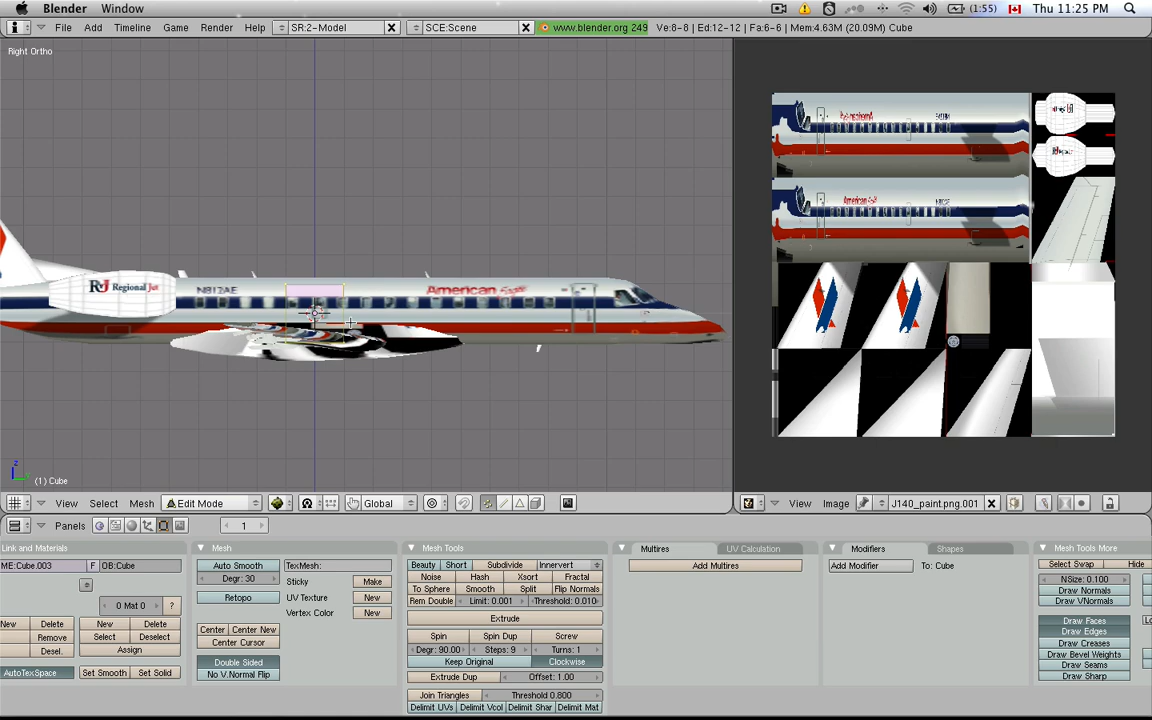 Blender Window (1:55) Thu 11:25 PM
File Add Timeline Game Render Help SR:2-Model SCE:Scene www.blender.org 249 Ve:8-8 | Ed:12-12 | Fa:6-6 | Mem:4.63M (20.09M) Cube
Right Ortho
RJ Regional Jet
N812AE
American Eagle
z
(1) Cube
View Select Mesh Edit Mode Global
View Image J140_paint.png.001
Panels 1
Link and Materials Mesh Mesh Tools Multires UV Calculation Modifiers Shapes Mesh Tools More
ME:Cube.003 F OB:Cube
Auto Smooth TexMesh:
Beauty Short Subdivide Innervert
Add Multires
Add Modifier To: Cube
Select Swap Hide
Degr: 30 Sticky Make
Noise Hash Xsort Fractal
NSize: 0.100
To Sphere Smooth Split Flip Normals
Draw Normals
0 Mat 0 ?
Retopo UV Texture New
Rem Double Limit: 0.001 Threshold: 0.010
Draw VNormals
Vertex Color New
Extrude
New Delete New Delete
Center Center New
Draw Faces
Remove Select Deselect
Center Cursor
Spin Spin Dup Screw
Draw Edges
Desel. Assign
Degr: 90.00 Steps: 9 Turns: 1
Draw Creases
Double Sided
Keep Original Clockwise
Draw Bevel Weights
AutoTexSpace Set Smooth Set Solid
No V.Normal Flip
Extrude Dup Offset: 1.00
Draw Seams
Draw Sharp
Join Triangles Threshold 0.800
Delimit UVs Delimit Vcol Delimit Shar Delimit Mat